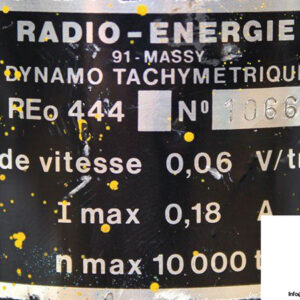 RADIO-ENERGIE
91-MASSY
DYNAMO TACHYMETRIQU
REo 444 Nº 1066
de vitesse 0,06 V/t
I max 0,18 A
n max 10 000 t